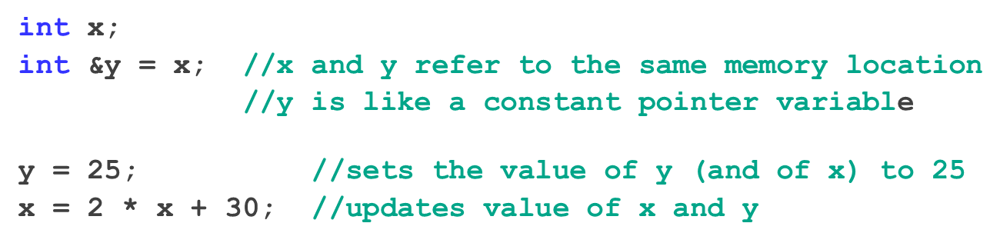 int x;
int &y = x;  //x and y refer to the same memory location
//y is like a constant pointer variable
y = 25;  //sets the value of y (and of x) to 25
x = 2 * x + 30;  //updates value of x and y